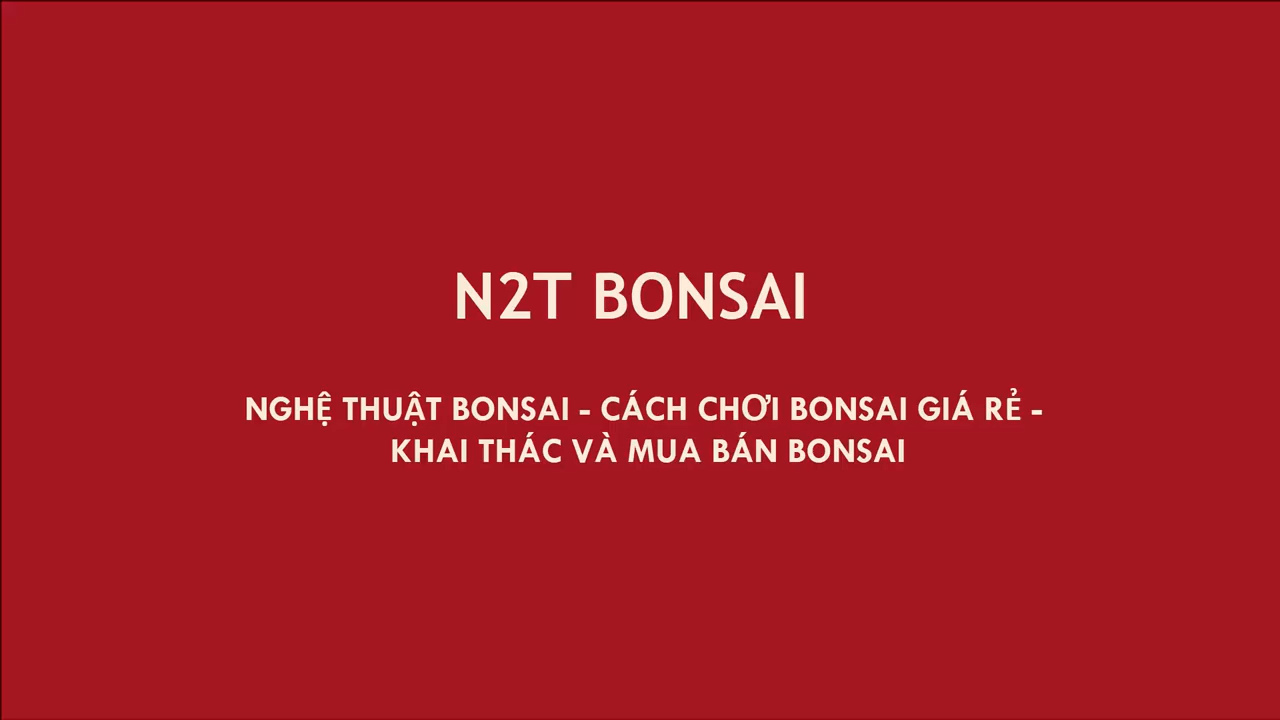 N2T BONSAI
NGHỆ THUẬT BONSAI - CÁCH CHƠI BONSAI GIÁ RẺ -
KHAI THÁC VÀ MUA BÁN BONSAI